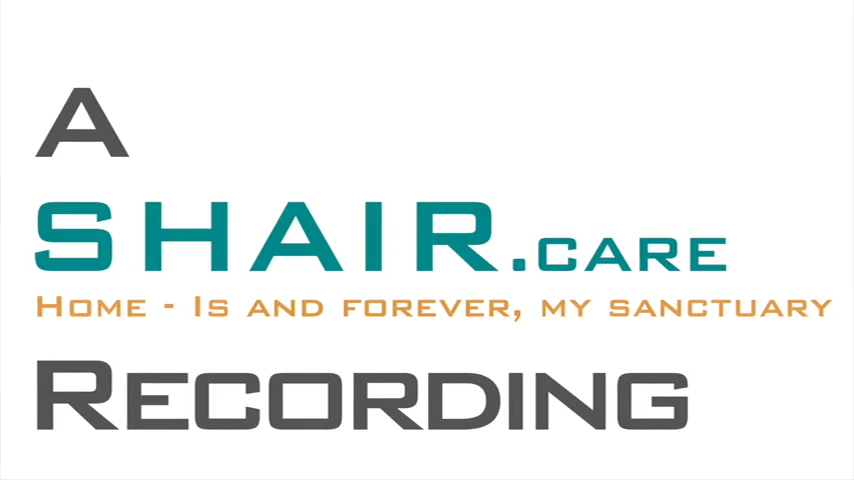 A
SHAIR.CARE
HOME - IS AND FOREVER, MY SANCTUARY
RECORDING